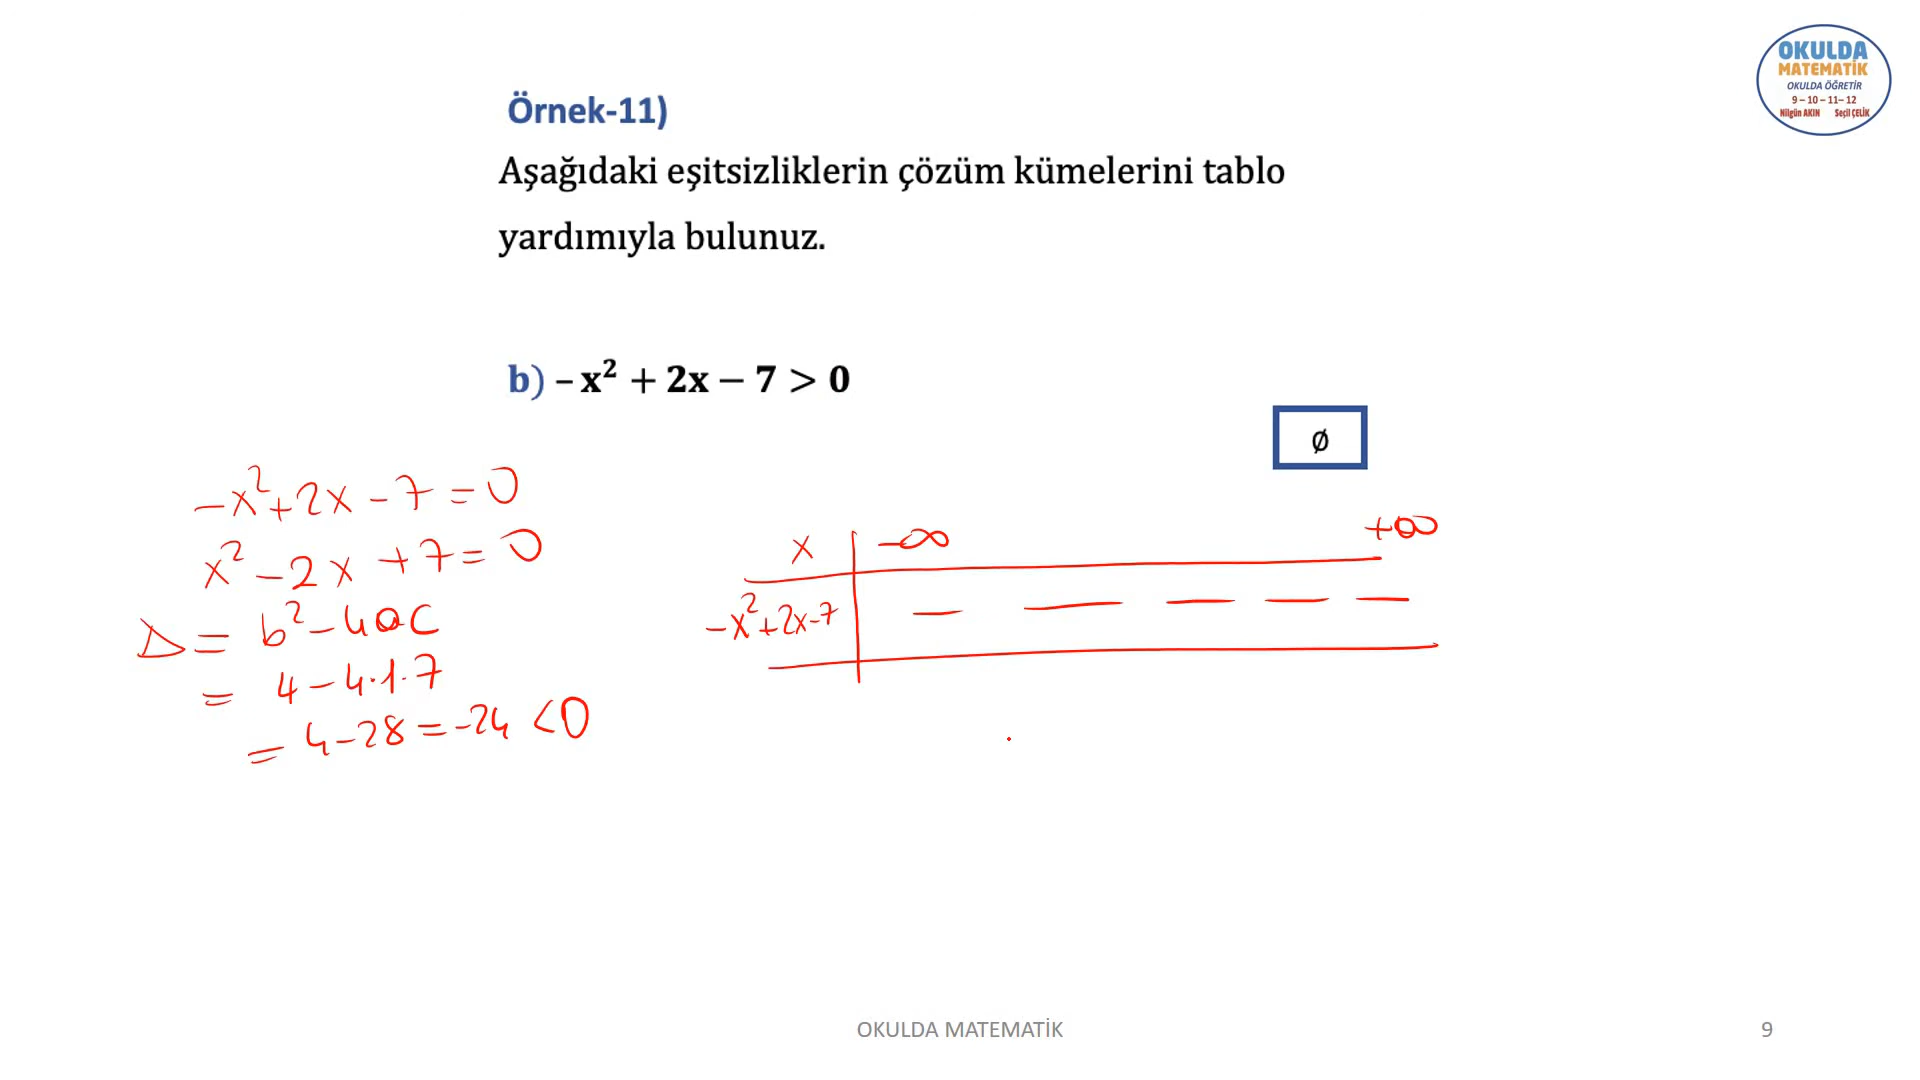 OKULDA
MATEMATİK
OKULDA ÖĞRETİR
9 – 10 – 11– 12
Nilgün AKIN Seçil ÇELİK
Örnek-11)
Aşağıdaki eşitsizliklerin çözüm kümelerini tablo
yardımıyla bulunuz.
b) – x² + 2x − 7 > 0
∅
-x²+2x-7=0
x²-2x+7=0
Δ= b²-4ac
= 4-4.1.7
= 4-28=-24 <0
x -∞ +∞
-x²+2x-7 — — — — —
OKULDA MATEMATİK
9